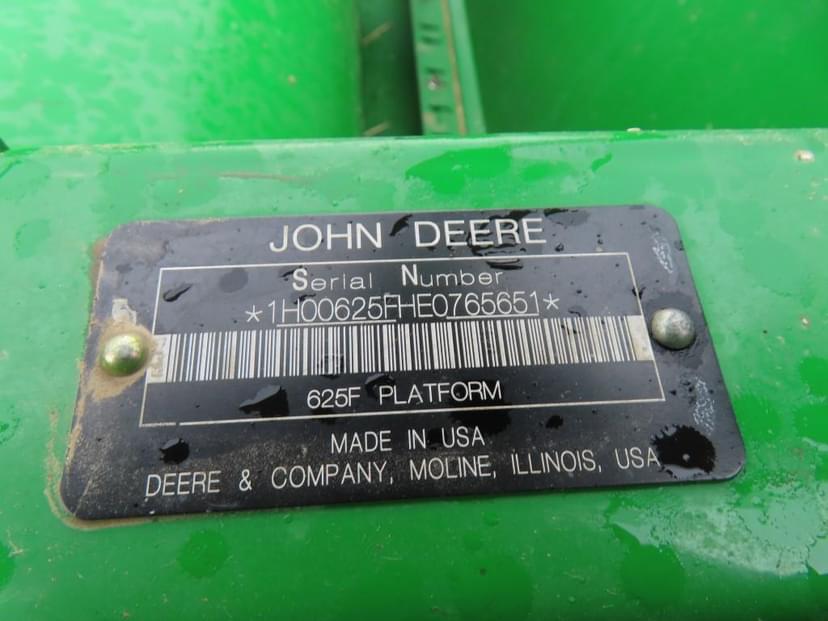 JOHN DEERE
Serial Number
*1H00625FHE0765651*
625F PLATFORM
MADE IN USA
DEERE & COMPANY, MOLINE, ILLINOIS, USA